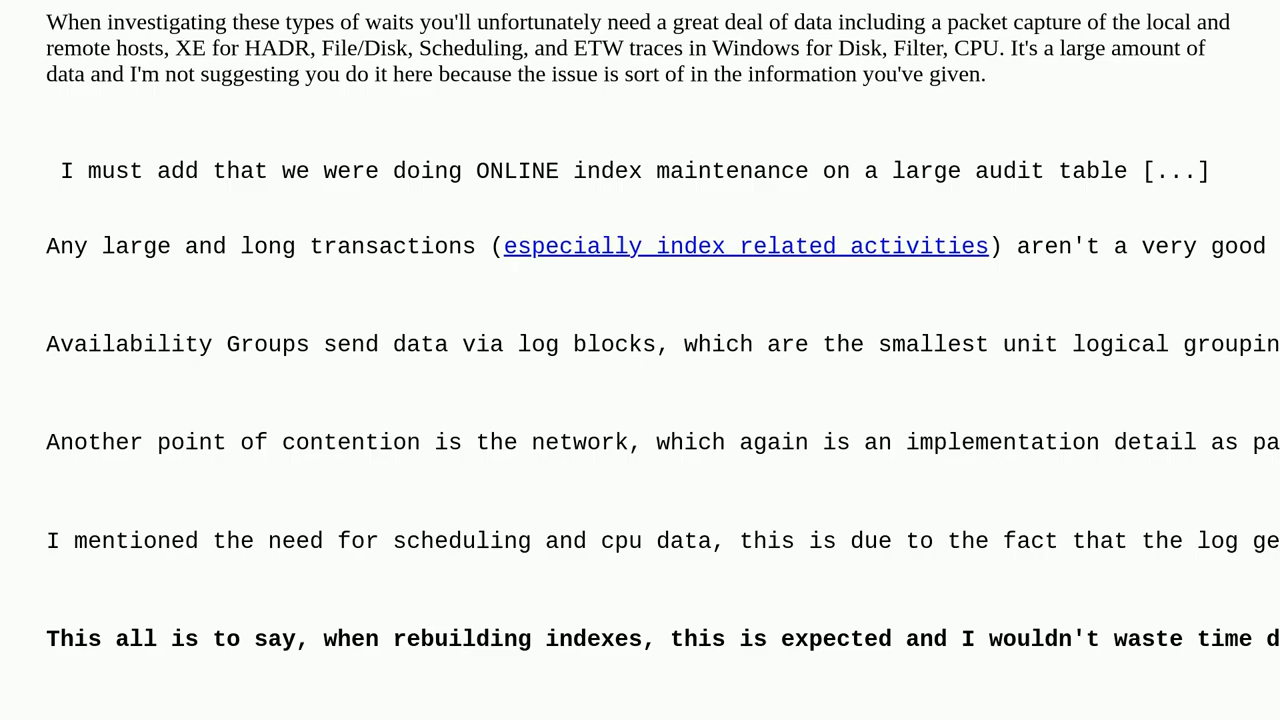 When investigating these types of waits you'll unfortunately need a great deal of data including a packet capture of the local and
remote hosts, XE for HADR, File/Disk, Scheduling, and ETW traces in Windows for Disk, Filter, CPU. It's a large amount of
data and I'm not suggesting you do it here because the issue is sort of in the information you've given.
I must add that we were doing ONLINE index maintenance on a large audit table [...]
Any large and long transactions (especially index related activities) aren't a very good
Availability Groups send data via log blocks, which are the smallest unit logical groupin
Another point of contention is the network, which again is an implementation detail as pa
I mentioned the need for scheduling and cpu data, this is due to the fact that the log ge
This all is to say, when rebuilding indexes, this is expected and I wouldn't waste time d